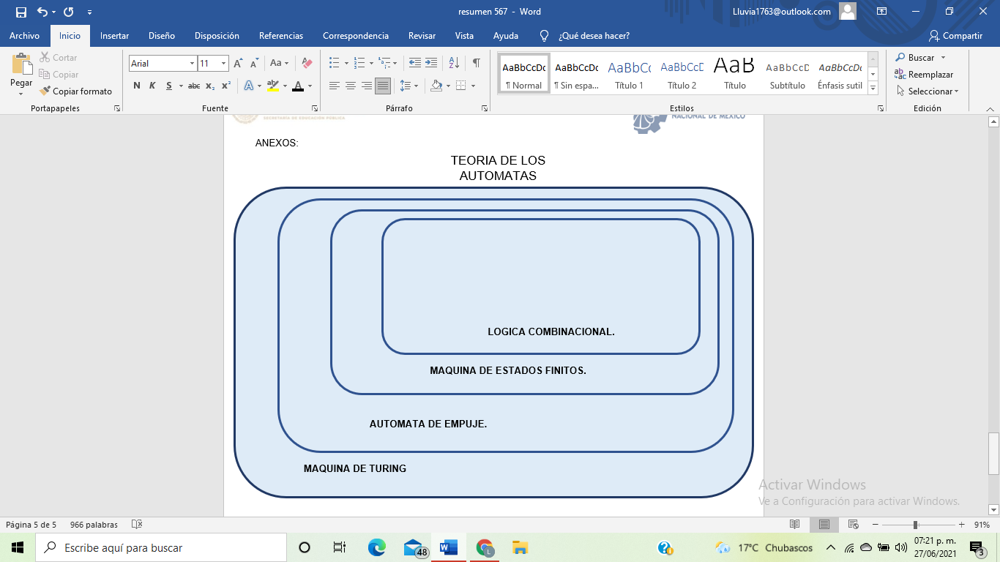 resumen 567 - Word
Lluvia1763@outlook.com
Archivo Inicio Insertar Diseño Disposición Referencias Correspondencia Revisar Vista Ayuda ¿Qué desea hacer? Compartir
Pegar
Cortar
Copiar
Copiar formato
Portapapeles
Arial 11
Aa
N K S abc x₂ x²
A aby A
Fuente
Párrafo
AaBbCcDc AaBbCcDc AaBbCc AaBbCcD AaB AaBbCcD AaBbCcDc
¶ Normal ¶ Sin espa... Título 1 Título 2 Título Subtítulo Énfasis sutil
Estilos
Buscar
Reemplazar
Seleccionar
Edición
SECRETARÍA DE EDUCACIÓN PÚBLICA
NACIONAL DE MÉXICO
ANEXOS:
TEORIA DE LOS
AUTOMATAS
LOGICA COMBINACIONAL.
MAQUINA DE ESTADOS FINITOS.
AUTOMATA DE EMPUJE.
MAQUINA DE TURING
Activar Windows
Ve a Configuración para activar Windows.
Página 5 de 5 966 palabras 91%
Escribe aquí para buscar
48
L
17°C Chubascos
07:21 p. m.
27/06/2021
3